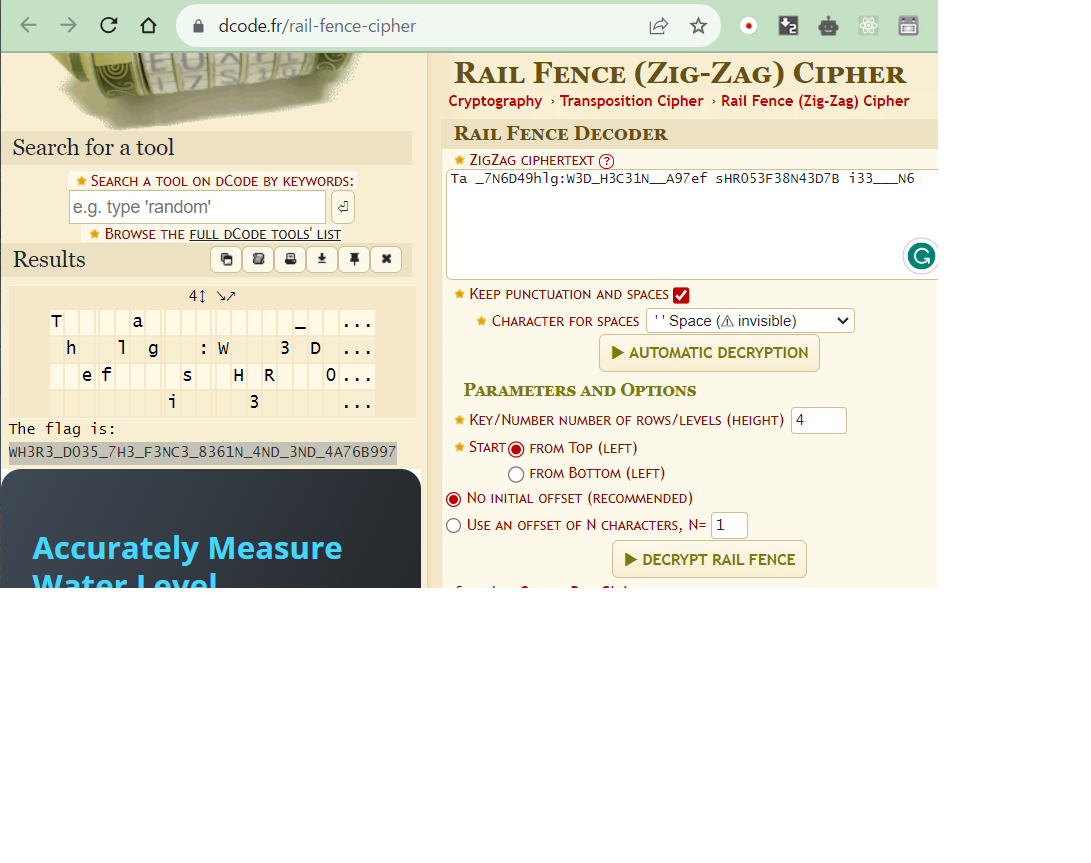 dcode.fr/rail-fence-cipher
Search for a tool
SEARCH A TOOL ON DCODE BY KEYWORDS:
e.g. type 'random'
BROWSE THE FULL DCODE TOOLS' LIST
Results
4↕ ↘↗
T a _ ...
h l g : W 3 D ...
e f s H R O ...
i 3 ...
The flag is:
WH3R3_D035_7H3_F3NC3_8361N_4ND_3ND_4A76B997
Accurately Measure
Water Level
RAIL FENCE (ZIG-ZAG) CIPHER
Cryptography › Transposition Cipher › Rail Fence (Zig-Zag) Cipher
RAIL FENCE DECODER
ZIGZAG CIPHERTEXT ?
Ta _7N6D49hlg:W3D_H3C31N__A97ef sHR053F38N43D7B i33___N6
KEEP PUNCTUATION AND SPACES
CHARACTER FOR SPACES ' ' Space (⚠ invisible)
▶ AUTOMATIC DECRYPTION
PARAMETERS AND OPTIONS
KEY/NUMBER NUMBER OF ROWS/LEVELS (HEIGHT) 4
START FROM TOP (LEFT)
FROM BOTTOM (LEFT)
NO INITIAL OFFSET (RECOMMENDED)
USE AN OFFSET OF N CHARACTERS, N= 1
▶ DECRYPT RAIL FENCE